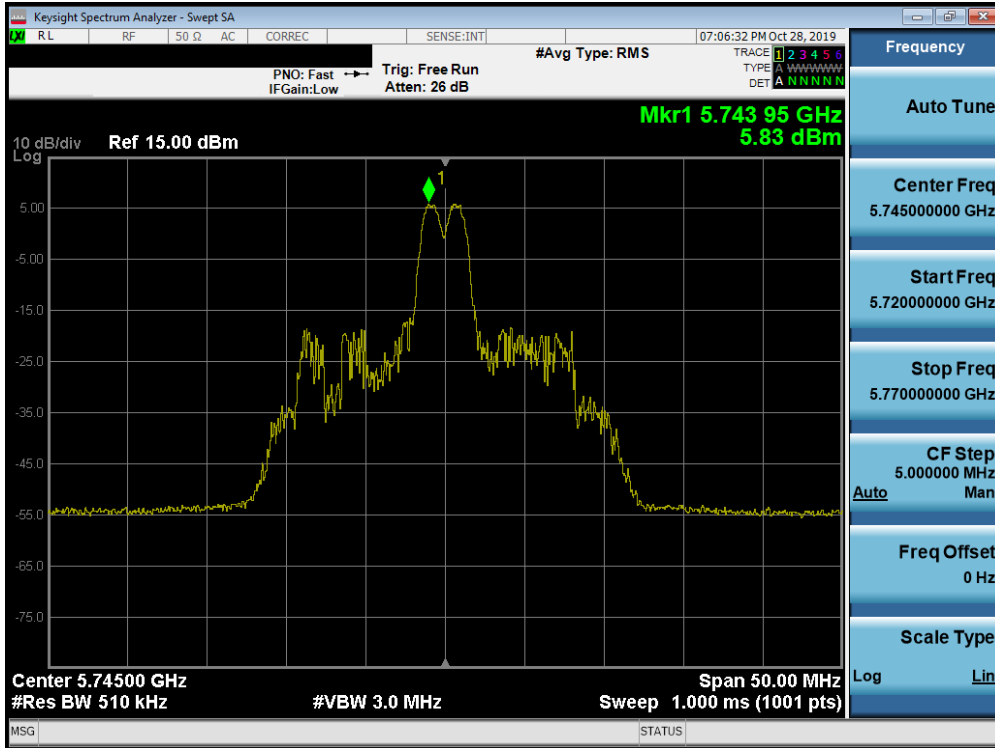 Keysight Spectrum Analyzer - Swept SA
LXI RL RF 50 Ω AC CORREC SENSE:INT 07:06:32 PM Oct 28, 2019
Frequency
#Avg Type: RMS
TRACE 1 2 3 4 5 6
TYPE A WWWWW
DET A N N N N N
PNO: Fast
IFGain:Low
Trig: Free Run
Atten: 26 dB
Auto Tune
Mkr1 5.743 95 GHz
5.83 dBm
10 dB/div Ref 15.00 dBm
Log
1
5.00
-5.00
-15.0
-25.0
-35.0
-45.0
-55.0
-65.0
-75.0
Center Freq
5.745000000 GHz
Start Freq
5.720000000 GHz
Stop Freq
5.770000000 GHz
CF Step
5.000000 MHz
Auto Man
Freq Offset
0 Hz
Scale Type
Log Lin
Center 5.74500 GHz Span 50.00 MHz
#Res BW 510 kHz #VBW 3.0 MHz Sweep 1.000 ms (1001 pts)
MSG STATUS